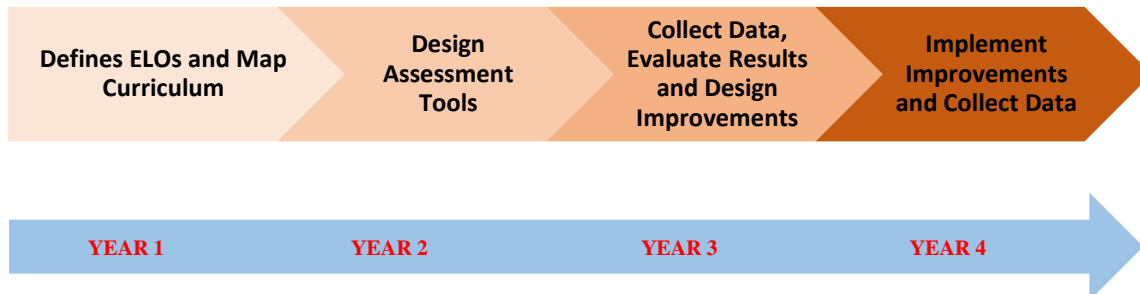 Defines ELOs and Map
Curriculum
Design
Assessment
Tools
Collect Data,
Evaluate Results
and Design
Improvements
Implement
Improvements
and Collect Data
YEAR 1
YEAR 2
YEAR 3
YEAR 4